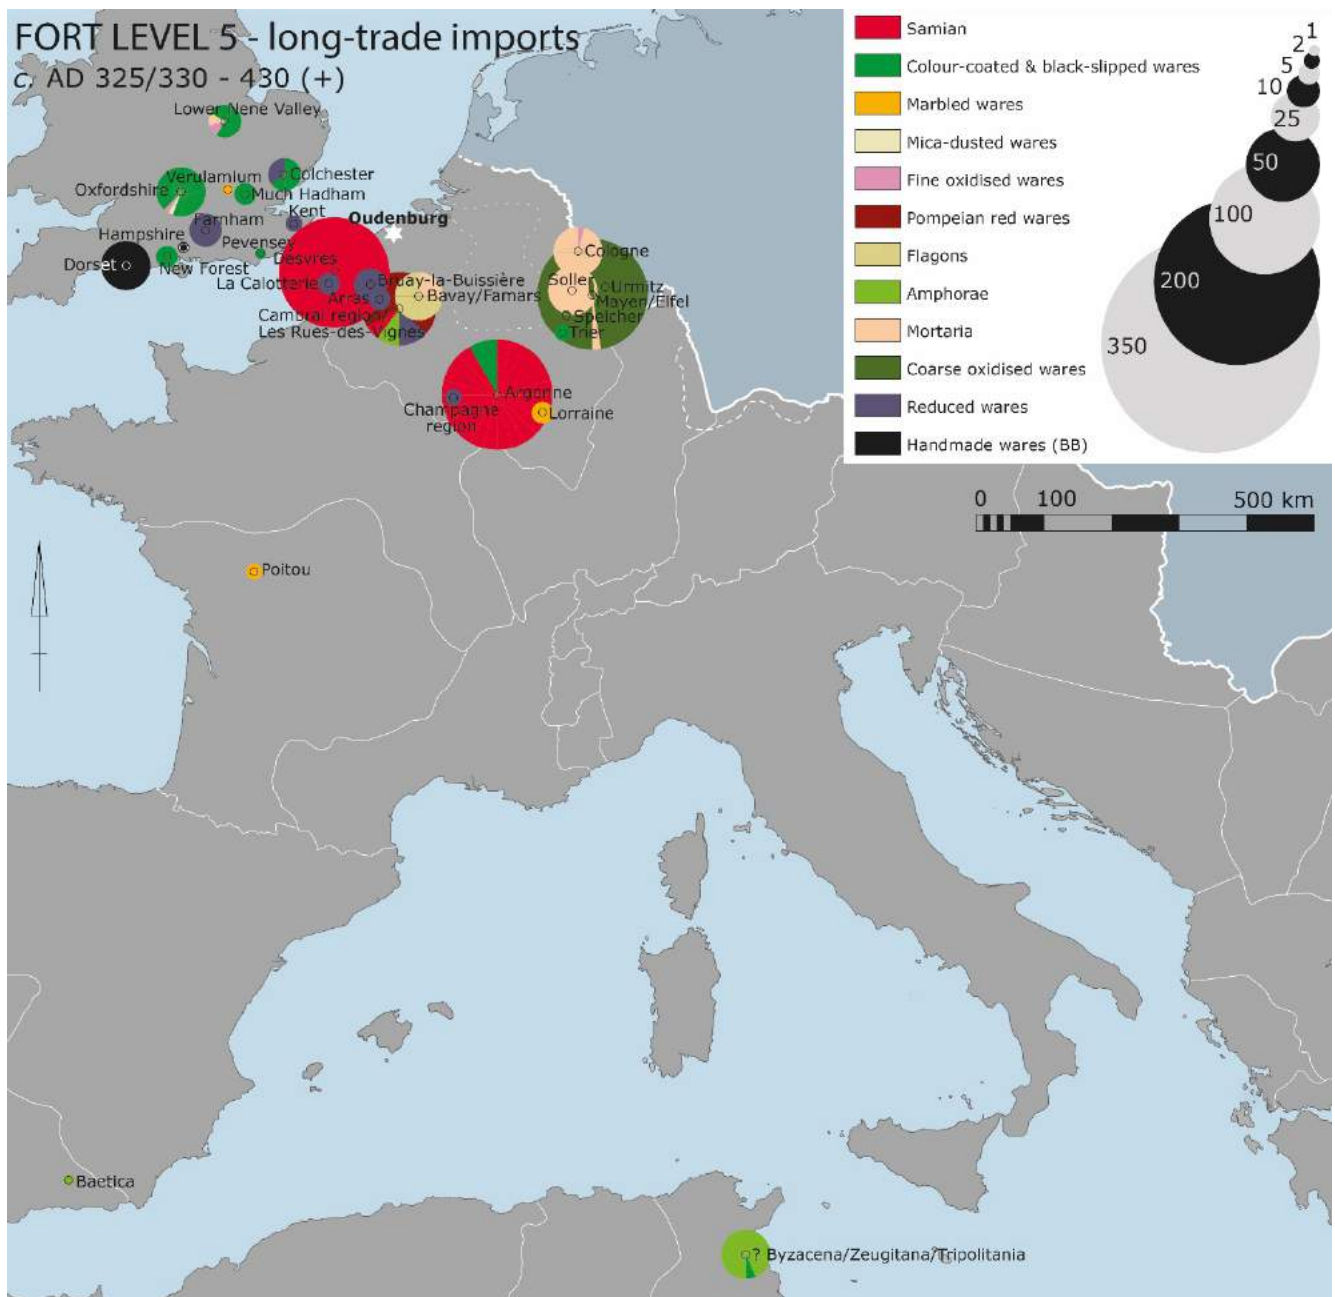 FORT LEVEL 5 - long-trade imports
c. AD 325/330 - 430 (+)
Samian
Colour-coated & black-slipped wares
Marbled wares
Mica-dusted wares
Fine oxidised wares
Pompeian red wares
Flagons
Amphorae
Mortaria
Coarse oxidised wares
Reduced wares
Handmade wares (BB)
1
2
5
10
25
50
100
200
350
0 100 500 km
Lower Nene Valley
Verulamium
Colchester
Oxfordshire
Much Hadham
Kent
Farnham
Hampshire
Pevensey
Dorset
New Forest
Oudenburg
Desvres
La Calotterie
Bruay-la-Buissière
Arras
Bavay/Famars
Cambrai region/
Les Rues-des-Vignes
Cologne
Soller
Urmitz
Mayen/Eifel
Speicher
Trier
Argonne
Champagne
region
Lorraine
Poitou
Baetica
? Byzacena/Zeugitana/Tripolitania